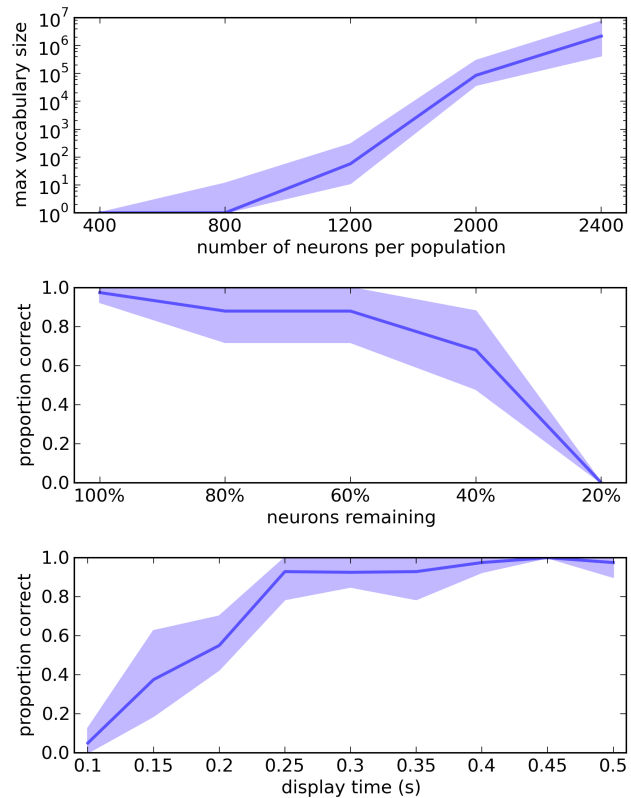 max vocabulary size
10^7
10^6
10^5
10^4
10^3
10^2
10^1
10^0
400 800 1200 2000 2400
number of neurons per population
proportion correct
1.0
0.8
0.6
0.4
0.2
0.0
100% 80% 60% 40% 20%
neurons remaining
proportion correct
1.0
0.8
0.6
0.4
0.2
0.0
0.1 0.15 0.2 0.25 0.3 0.35 0.4 0.45 0.5
display time (s)